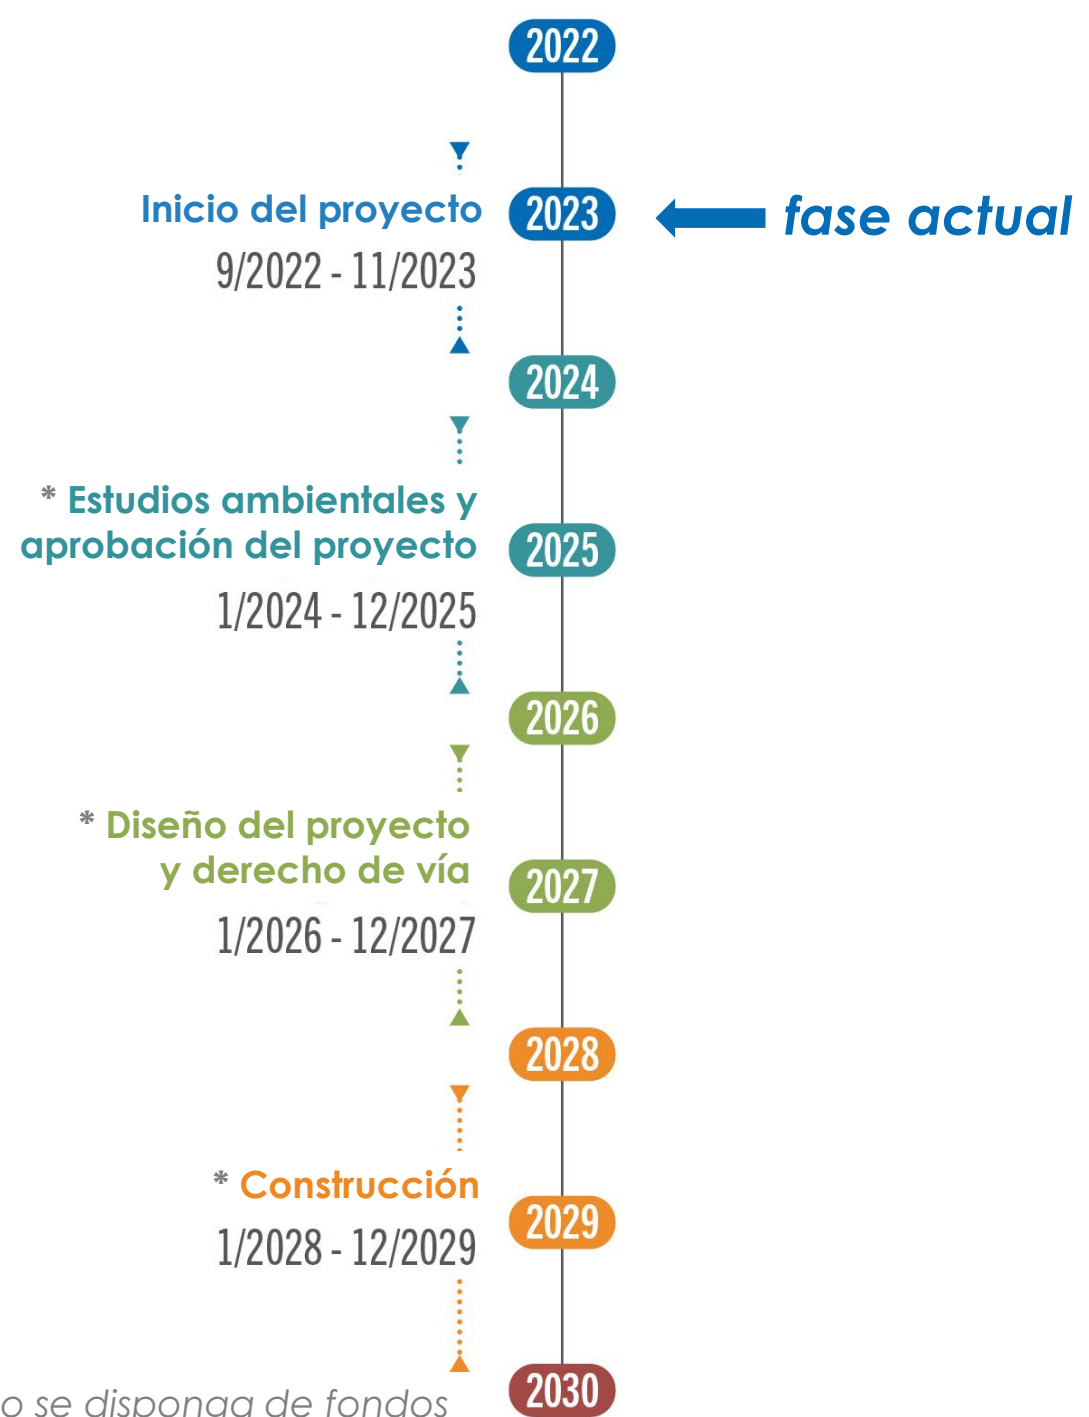 2022
Inicio del proyecto
2023
fase actual
9/2022 - 11/2023
2024
* Estudios ambientales y
aprobación del proyecto
2025
1/2024 - 12/2025
2026
* Diseño del proyecto
y derecho de vía
2027
1/2026 - 12/2027
2028
* Construcción
2029
1/2028 - 12/2029
2030
o se disponga de fondos